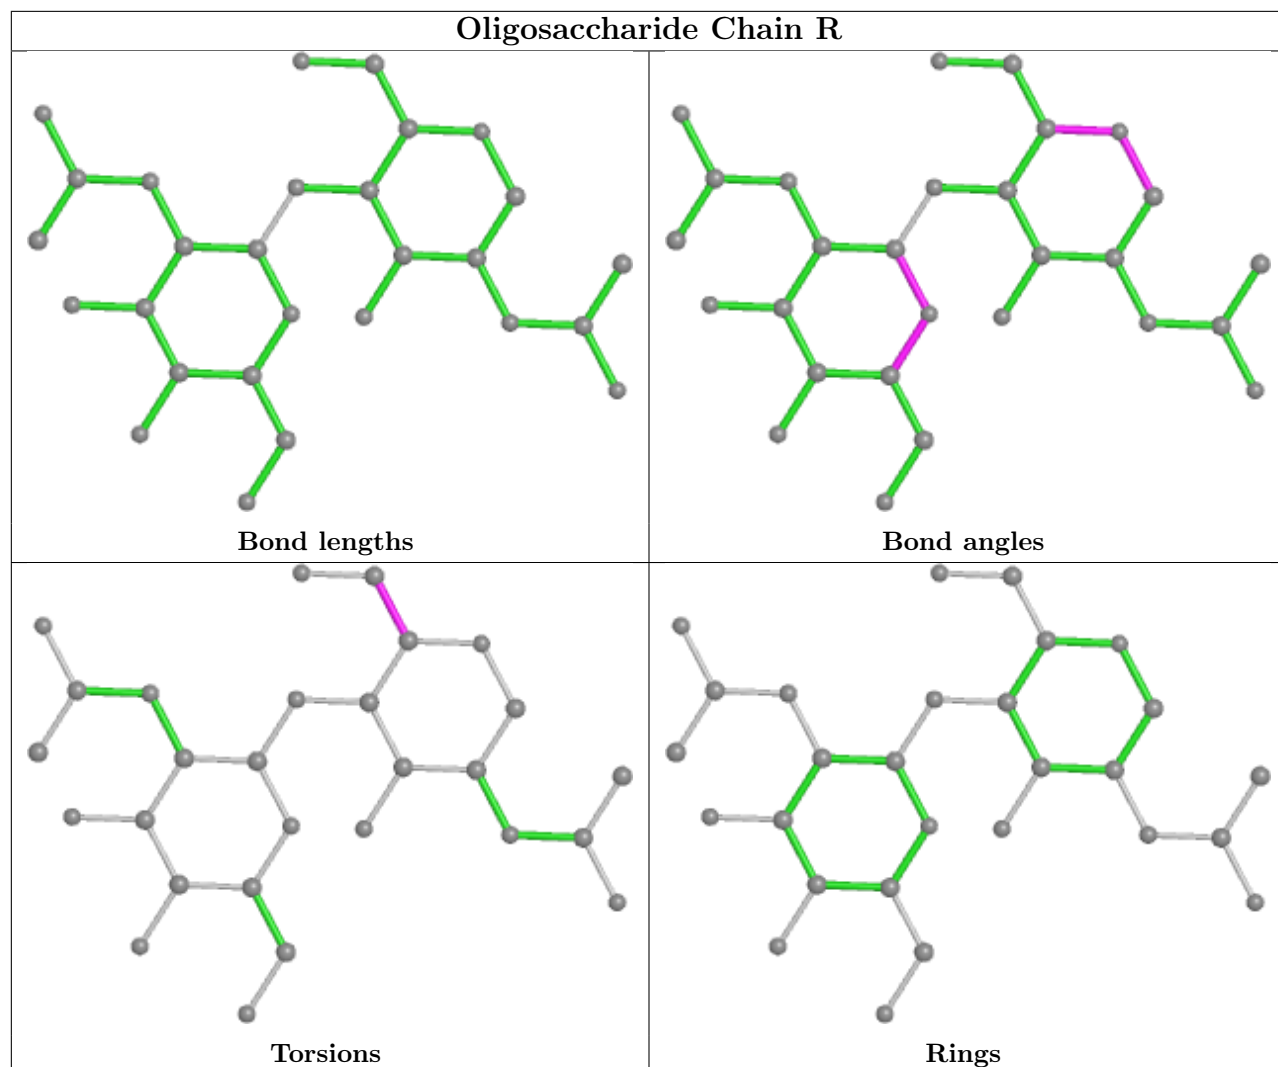 Oligosaccharide Chain R
Bond lengths
Bond angles
Torsions
Rings